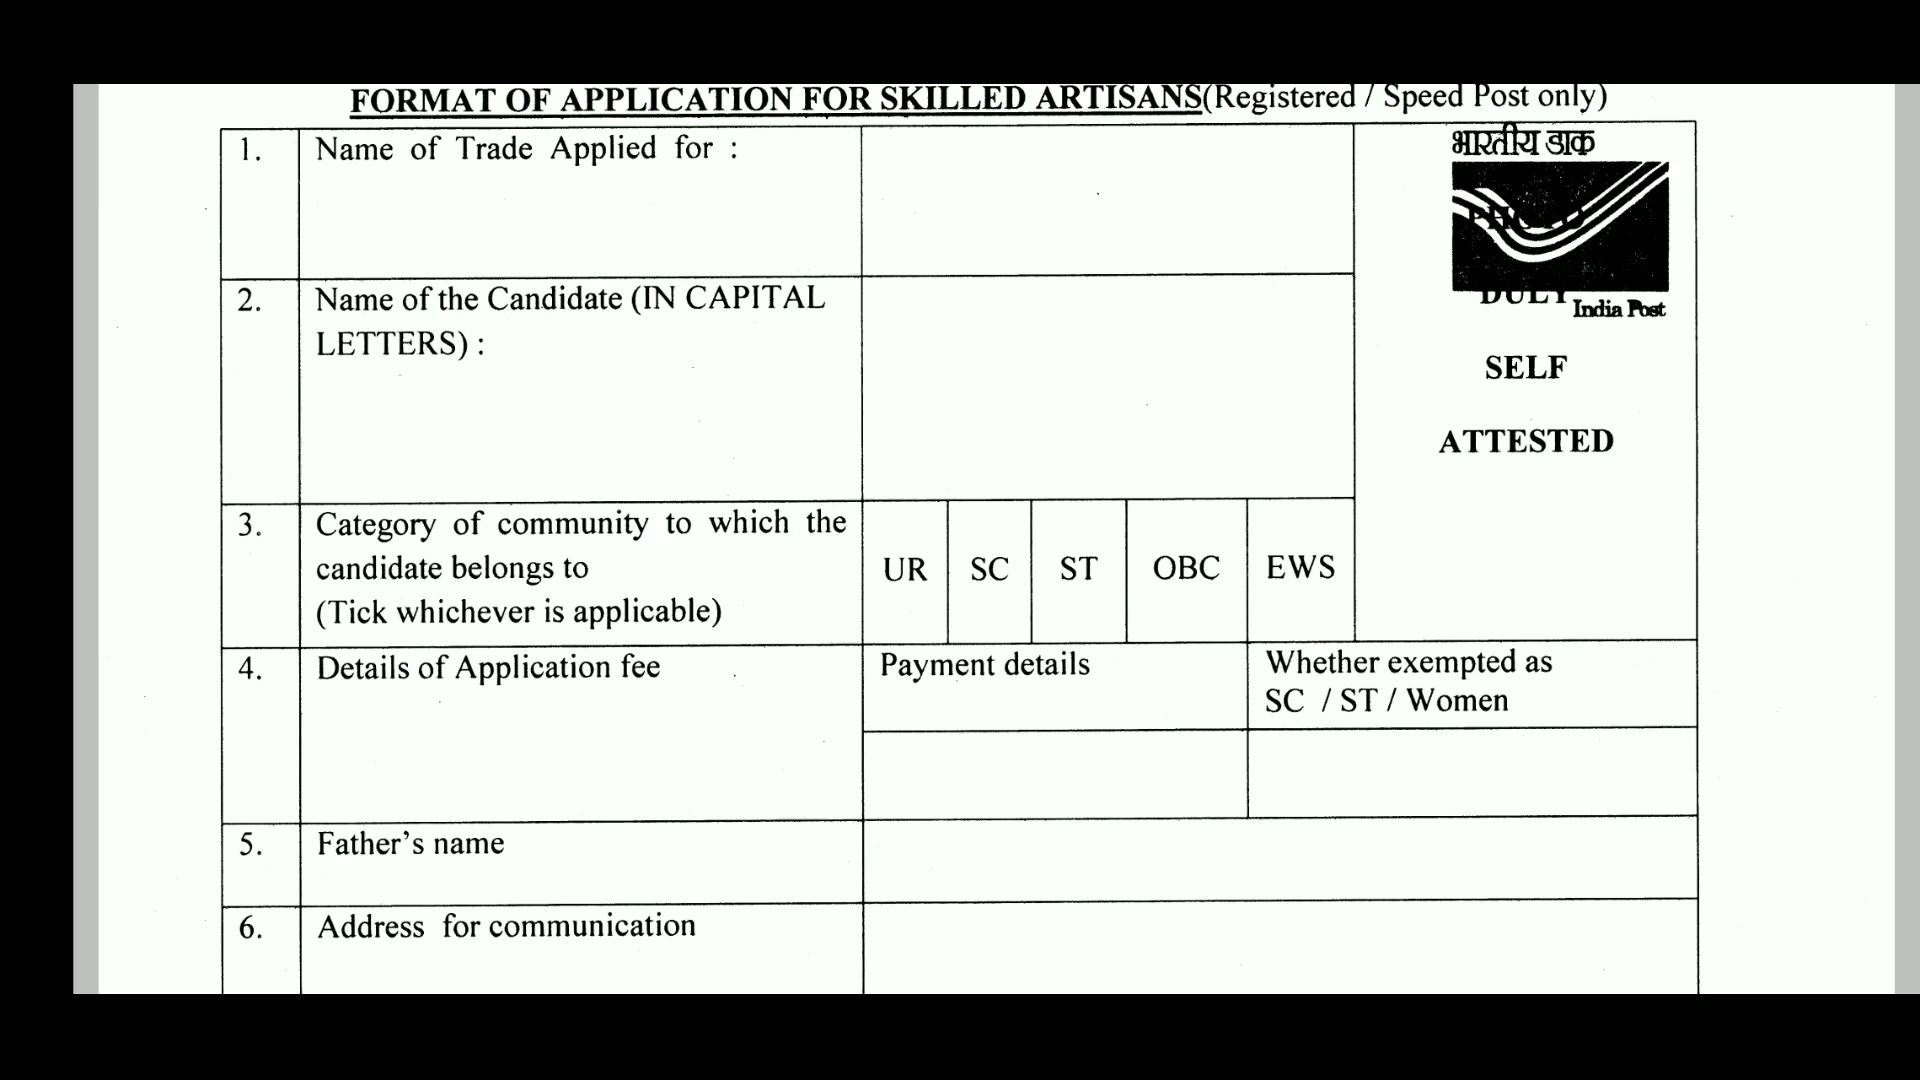 FORMAT OF APPLICATION FOR SKILLED ARTISANS(Registered / Speed Post only)
1. Name of Trade Applied for :
भारतीय डाक
PHOTO
DULY
India Post
SELF
ATTESTED
2. Name of the Candidate (IN CAPITAL
LETTERS) :
3. Category of community to which the
candidate belongs to
(Tick whichever is applicable)
UR SC ST OBC EWS
4. Details of Application fee
Payment details
Whether exempted as
SC / ST / Women
5. Father’s name
6. Address for communication